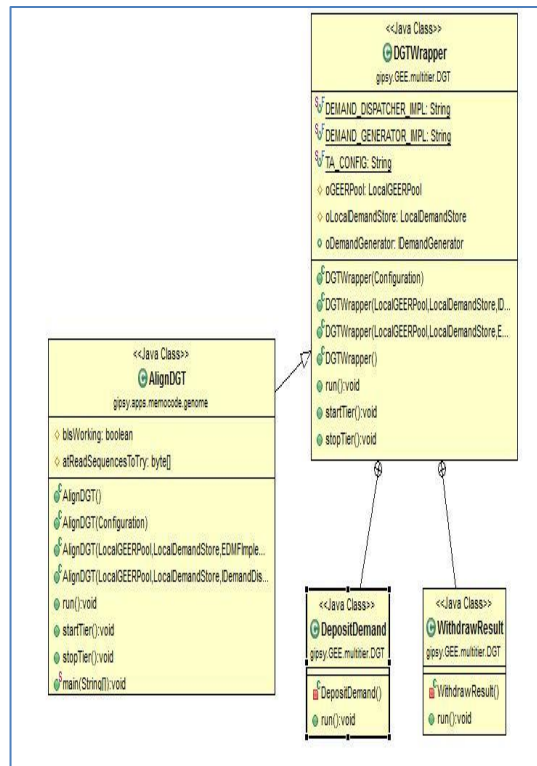 <<Java Class>>
DGTWrapper
gipsy.GEE.multitier.DGT
DEMAND_DISPATCHER_IMPL: String
DEMAND_GENERATOR_IMPL: String
TA_CONFIG: String
oGEERPool: LocalGEERPool
oLocalDemandStore: LocalDemandStore
oDemandGenerator: IDemandGenerator
DGTWrapper(Configuration)
DGTWrapper(LocalGEERPool,LocalDemandStore,ID...
DGTWrapper(LocalGEERPool,LocalDemandStore,E...
DGTWrapper()
run():void
startTier():void
stopTier():void
<<Java Class>>
AlignDGT
gipsy.apps.memocode.genome
bIsWorking: boolean
atReadSequencesToTry: byte[]
AlignDGT()
AlignDGT(Configuration)
AlignDGT(LocalGEERPool,LocalDemandStore,EDMFImple...
AlignDGT(LocalGEERPool,LocalDemandStore,IDemandDis...
run():void
startTier():void
stopTier():void
main(String[]):void
<<Java Class>>
DepositDemand
gipsy.GEE.multitier.DGT
DepositDemand()
run():void
<<Java Class>>
WithdrawResult
gipsy.GEE.multitier.DGT
WithdrawResult()
run():void